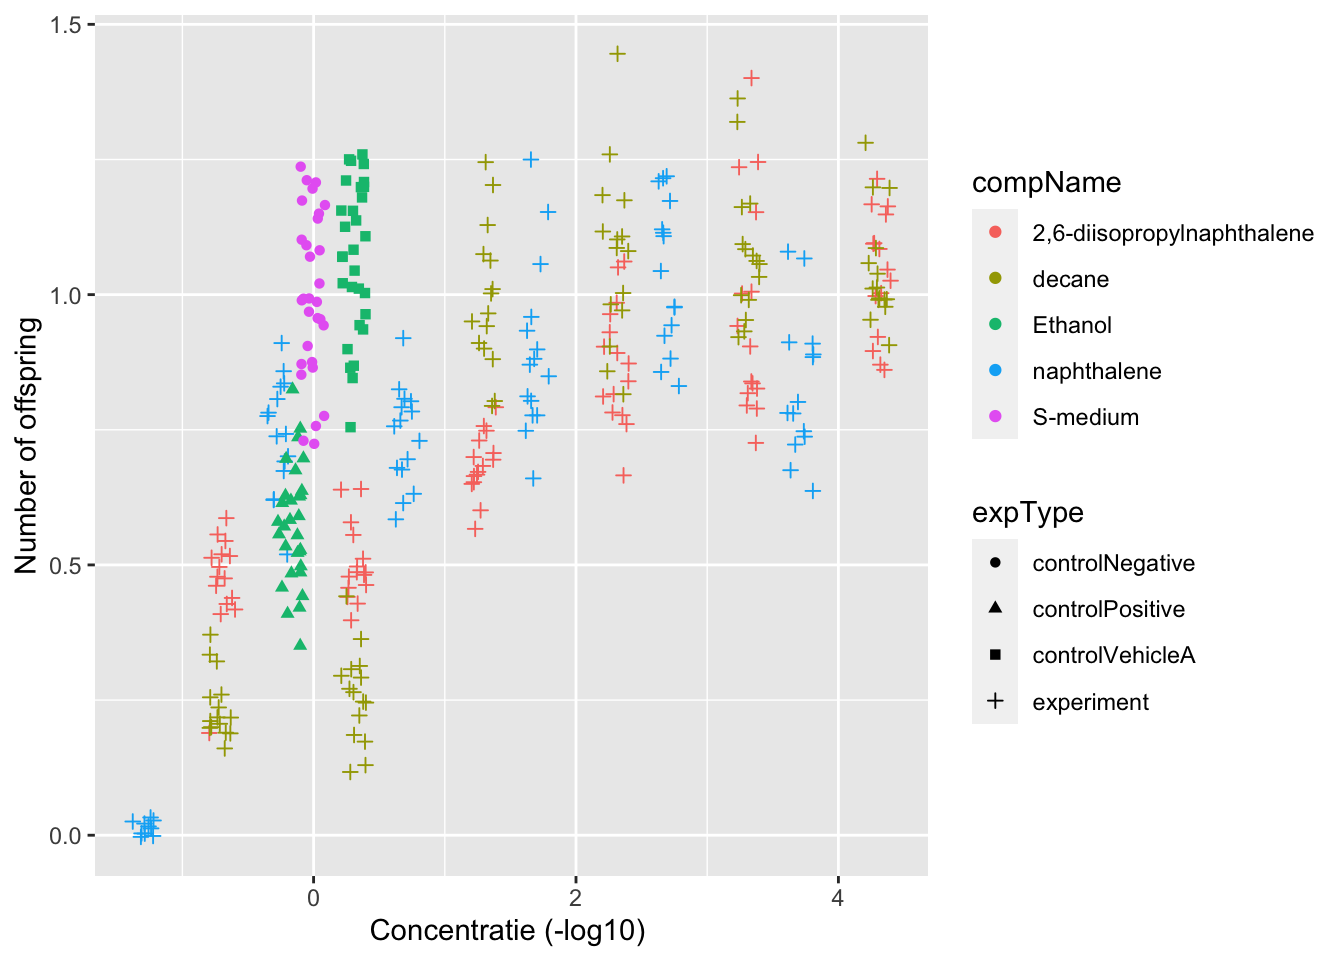 1.5
1.0
0.5
0.0
Number of offspring
0
2
4
Concentratie (-log10)
compName
2,6-diisopropylnaphthalene
decane
Ethanol
naphthalene
S-medium
expType
controlNegative
controlPositive
controlVehicleA
experiment